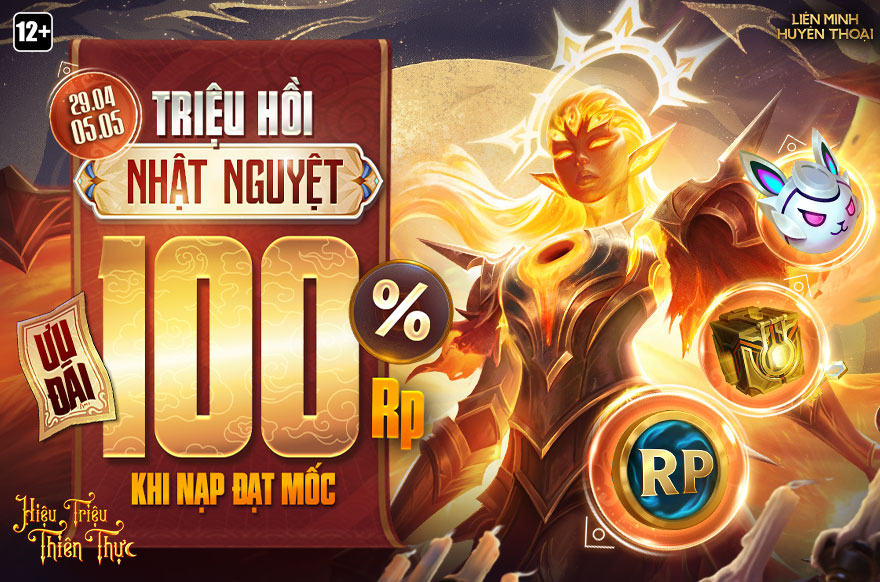 12+
LIÊN MINH
HUYỀN THOẠI
29.04
05.05
TRIỆU HỒI
NHẬT NGUYỆT
ƯU
ĐÃI
100%
Rp
KHI NẠP ĐẠT MỐC
RP
Hiệu Triệu
Thiên Thực